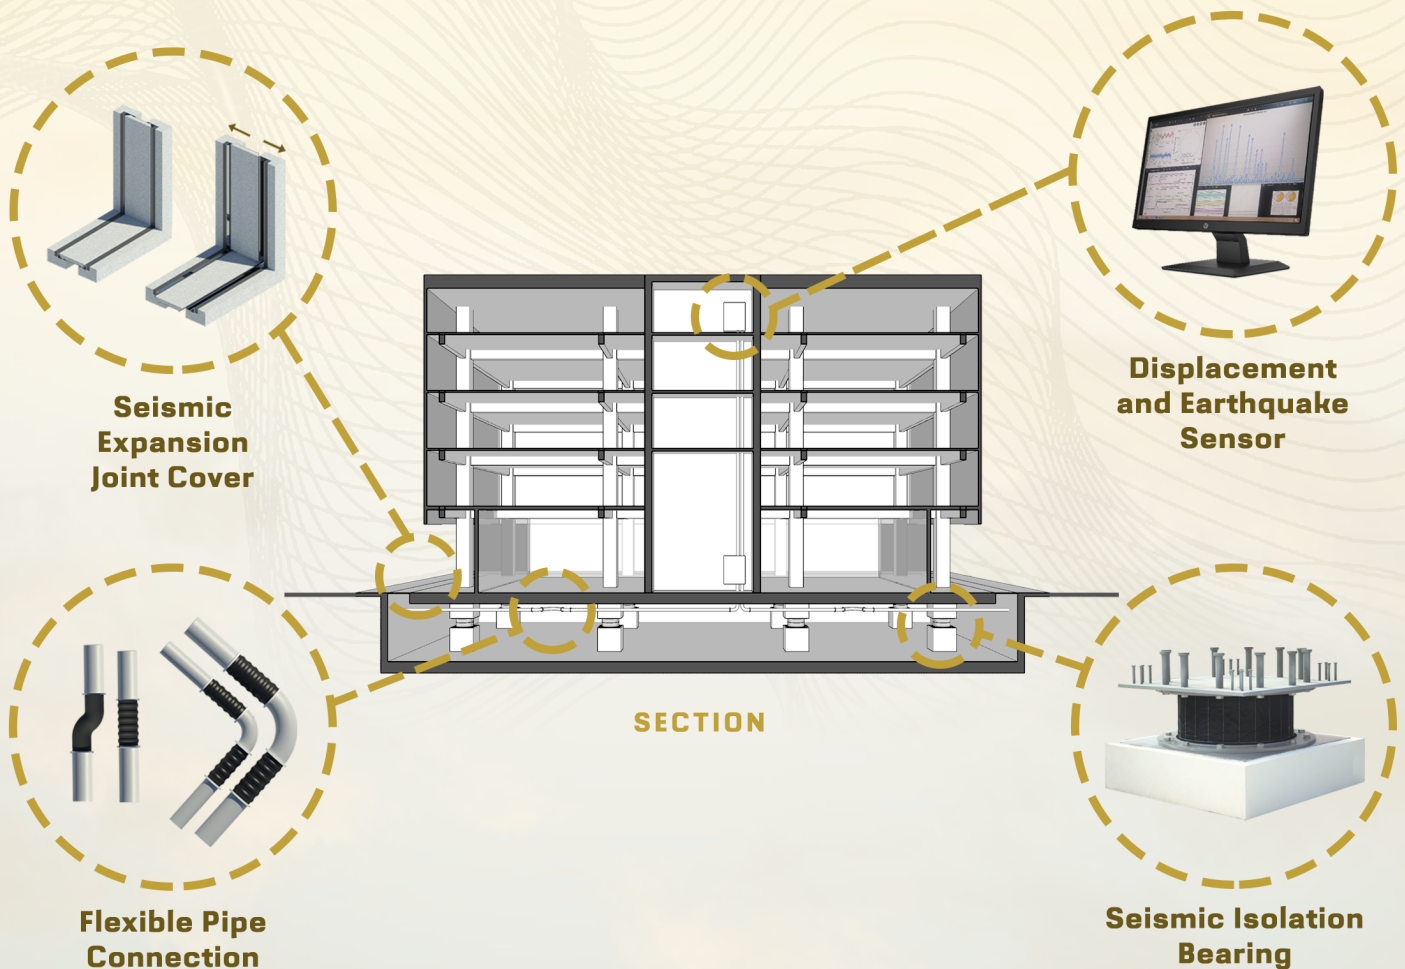 Seismic
Expansion
Joint Cover
Displacement
and Earthquake
Sensor
SECTION
Flexible Pipe
Connection
Seismic Isolation
Bearing